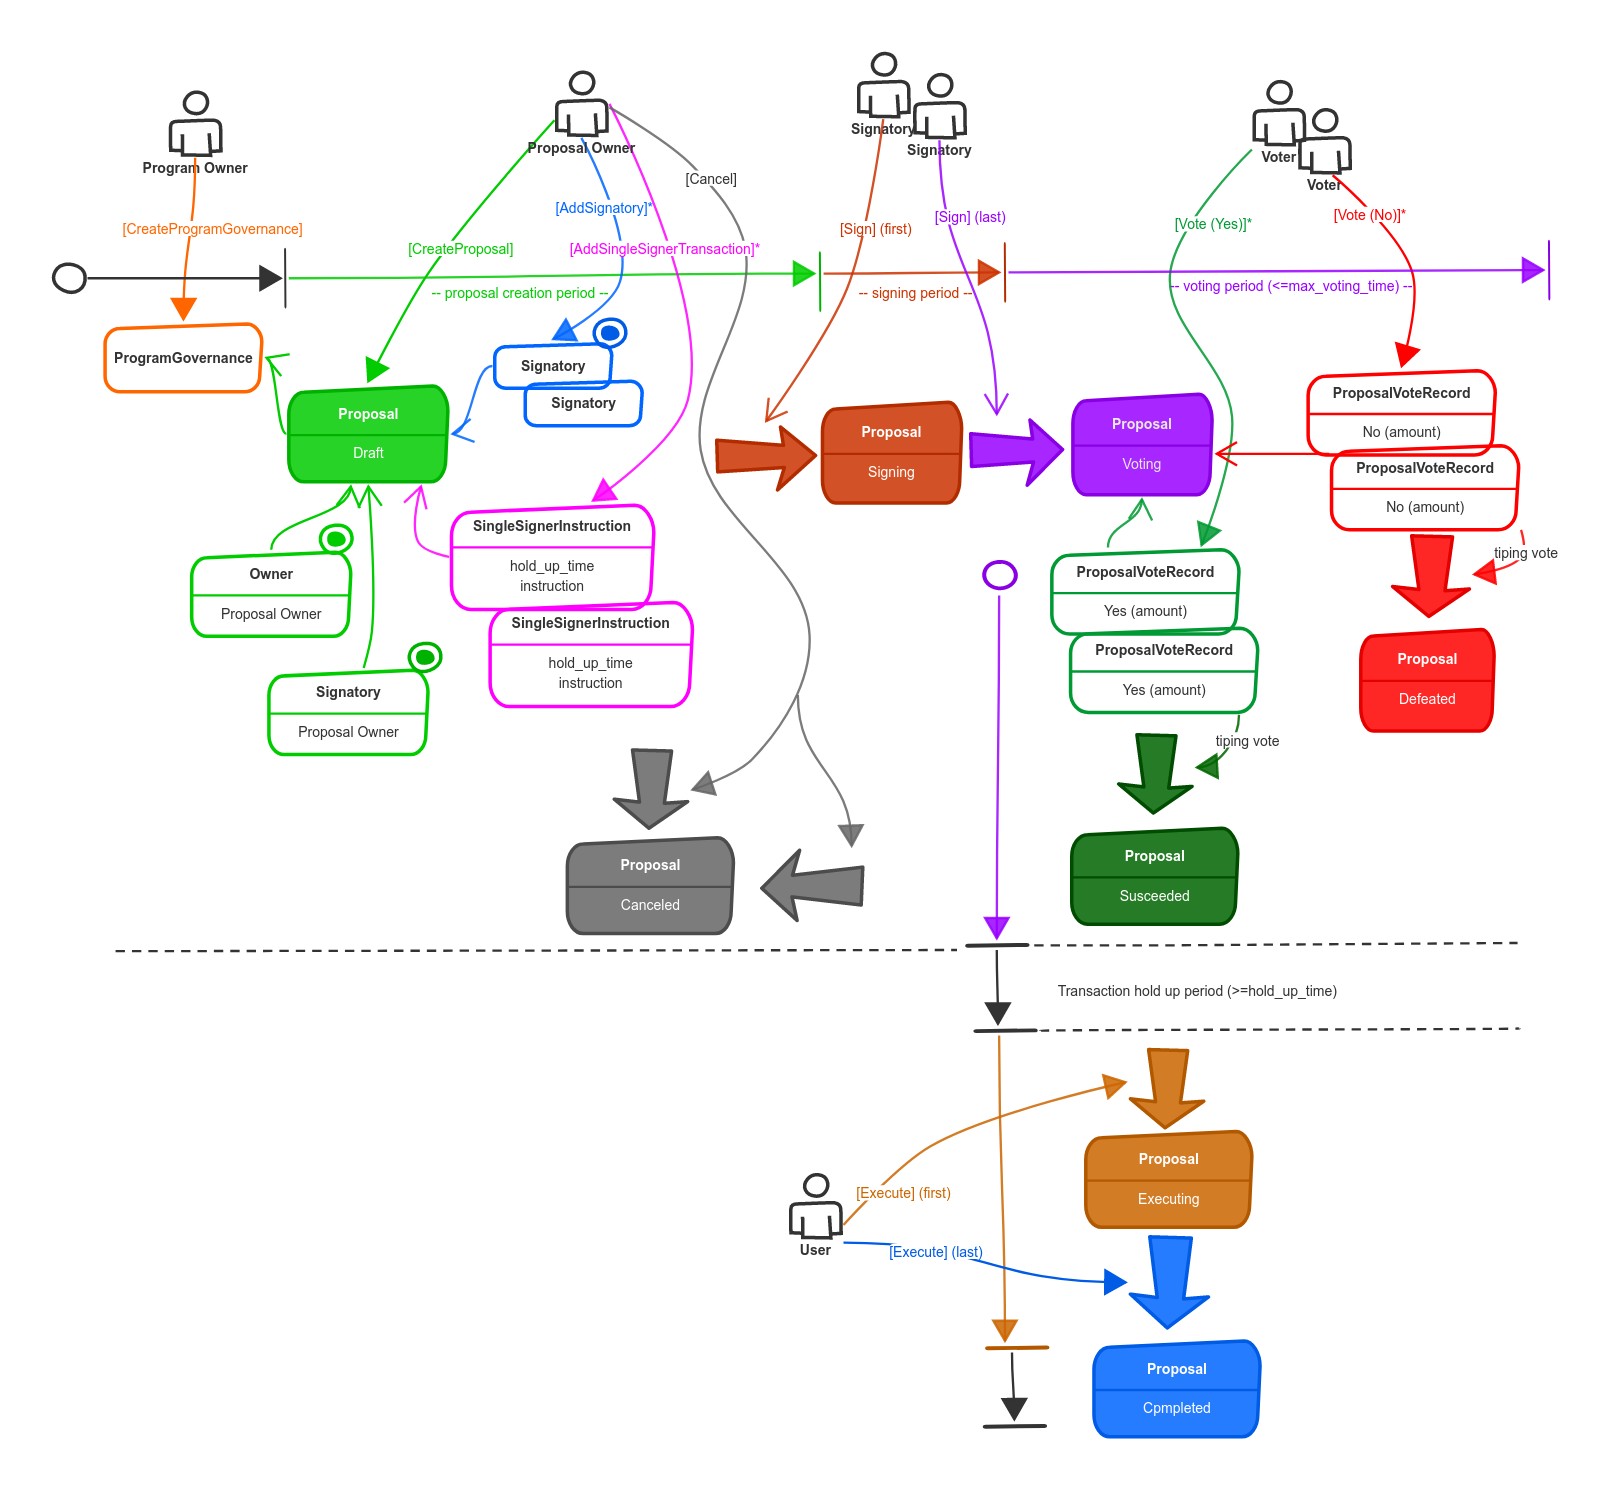 Program Owner
Proposal Owner
Signatory
Signatory
Voter
Voter
[Cancel]
[AddSignatory]*
[CreateProgramGovernance]
[CreateProposal]
[AddSingleSignerTransaction]*
[Sign] (first)
[Sign] (last)
[Vote (Yes)]*
[Vote (No)]*
-- proposal creation period --
-- signing period --
-- voting period (<=max_voting_time) --
ProgramGovernance
Signatory
Signatory
Proposal
Draft
Proposal
Signing
Proposal
Voting
ProposalVoteRecord
No (amount)
ProposalVoteRecord
No (amount)
tiping vote
SingleSignerInstruction
hold_up_time
instruction
SingleSignerInstruction
hold_up_time
instruction
Owner
Proposal Owner
Signatory
Proposal Owner
ProposalVoteRecord
Yes (amount)
ProposalVoteRecord
Yes (amount)
tiping vote
Proposal
Defeated
Proposal
Canceled
Proposal
Susceeded
Transaction hold up period (>=hold_up_time)
User
[Execute] (first)
[Execute] (last)
Proposal
Executing
Proposal
Cpmpleted